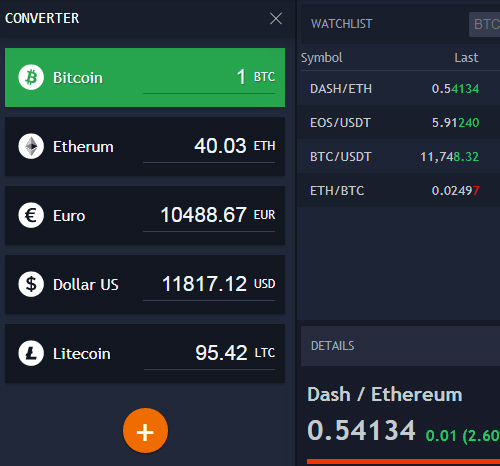 CONVERTER
Bitcoin 1 BTC
Etherum 40.03 ETH
Euro 10488.67 EUR
Dollar US 11817.12 USD
Litecoin 95.42 LTC
+
WATCHLIST BTC
Symbol Last
DASH/ETH 0.54134
EOS/USDT 5.91240
BTC/USDT 11,748.32
ETH/BTC 0.02497
DETAILS
Dash / Ethereum
0.54134 0.01 (2.60